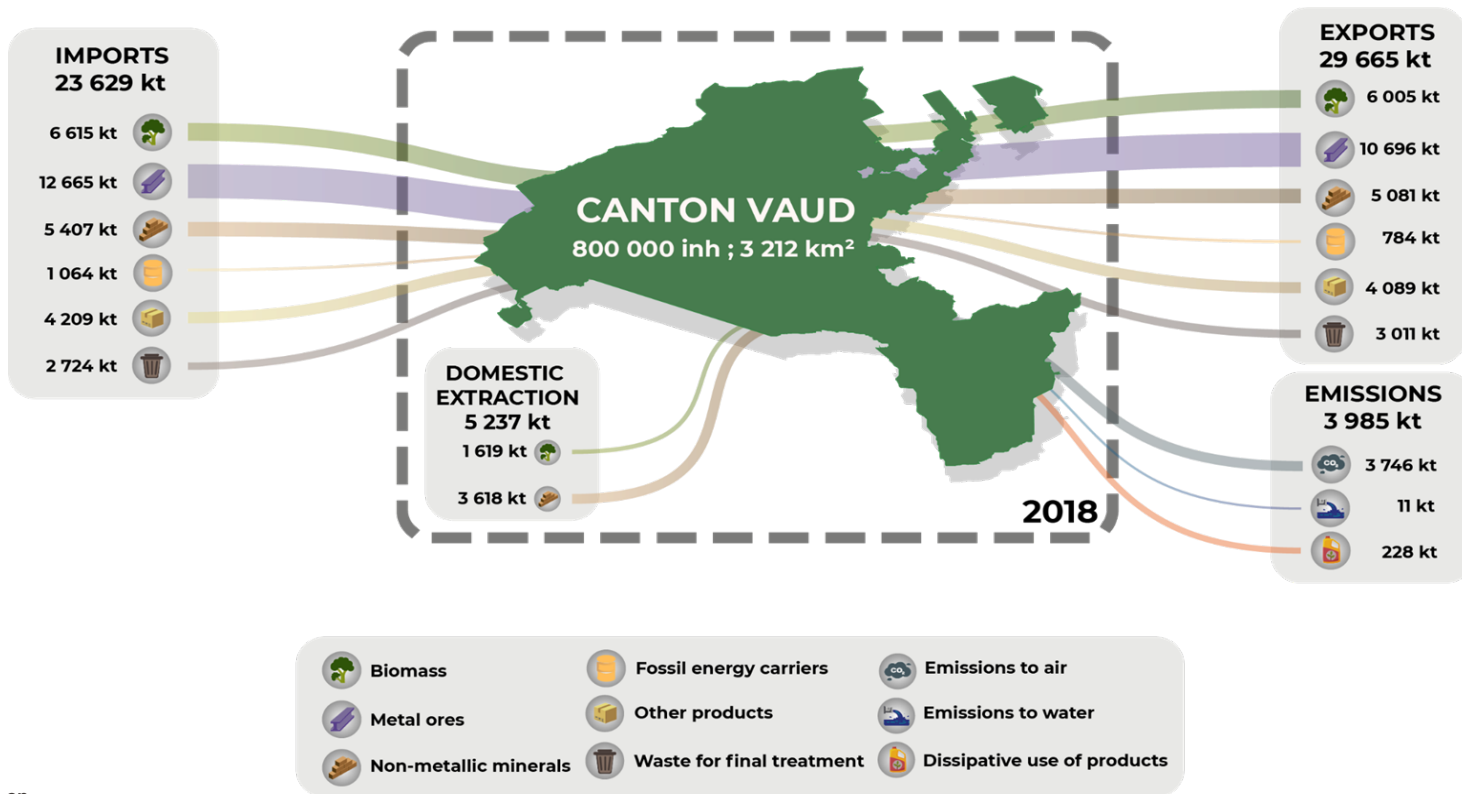 IMPORTS
23 629 kt
6 615 kt
12 665 kt
5 407 kt
1 064 kt
4 209 kt
2 724 kt
CANTON VAUD
800 000 inh ; 3 212 km²
DOMESTIC
EXTRACTION
5 237 kt
1 619 kt
3 618 kt
2018
EXPORTS
29 665 kt
6 005 kt
10 696 kt
5 081 kt
784 kt
4 089 kt
3 011 kt
EMISSIONS
3 985 kt
CO₂
3 746 kt
11 kt
228 kt
Biomass
Metal ores
Non-metallic minerals
Fossil energy carriers
Other products
Waste for final treatment
CO₂
Emissions to air
Emissions to water
Dissipative use of products